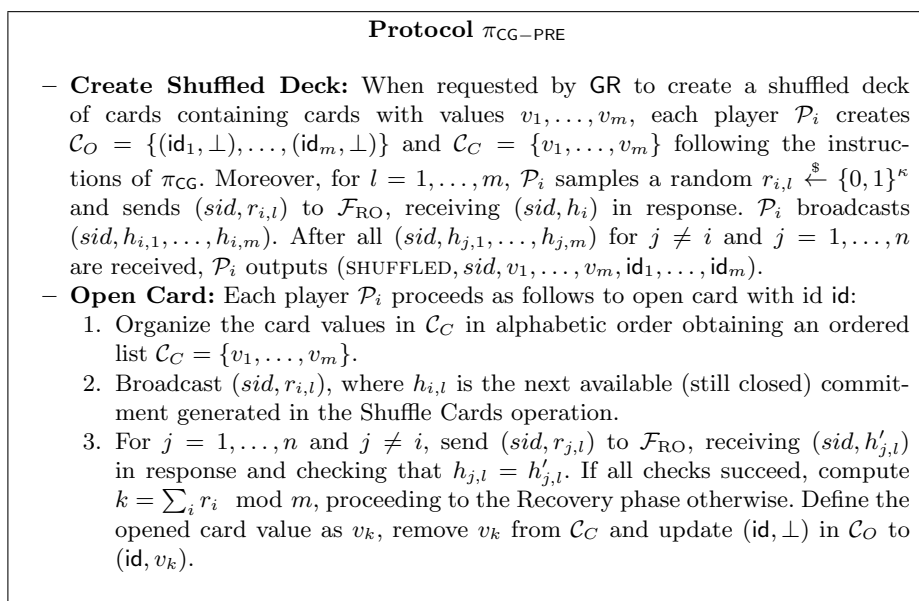 Protocol π_CG−PRE
– Create Shuffled Deck: When requested by GR to create a shuffled deck
of cards containing cards with values v_1, . . . , v_m, each player P_i creates
C_O = {(id_1, ⊥), . . . , (id_m, ⊥)} and C_C = {v_1, . . . , v_m} following the instruc-
tions of π_CG. Moreover, for l = 1, . . . , m, P_i samples a random r_{i,l} ←$ {0, 1}^κ
and sends (sid, r_{i,l}) to F_RO, receiving (sid, h_i) in response. P_i broadcasts
(sid, h_{i,1}, . . . , h_{i,m}). After all (sid, h_{j,1}, . . . , h_{j,m}) for j ≠ i and j = 1, . . . , n
are received, P_i outputs (SHUFFLED, sid, v_1, . . . , v_m, id_1, . . . , id_m).
– Open Card: Each player P_i proceeds as follows to open card with id id:
1. Organize the card values in C_C in alphabetic order obtaining an ordered
list C_C = {v_1, . . . , v_m}.
2. Broadcast (sid, r_{i,l}), where h_{i,l} is the next available (still closed) commit-
ment generated in the Shuffle Cards operation.
3. For j = 1, . . . , n and j ≠ i, send (sid, r_{j,l}) to F_RO, receiving (sid, h′_{j,l})
in response and checking that h_{j,l} = h′_{j,l}. If all checks succeed, compute
k = ∑_i r_i mod m, proceeding to the Recovery phase otherwise. Define the
opened card value as v_k, remove v_k from C_C and update (id, ⊥) in C_O to
(id, v_k).